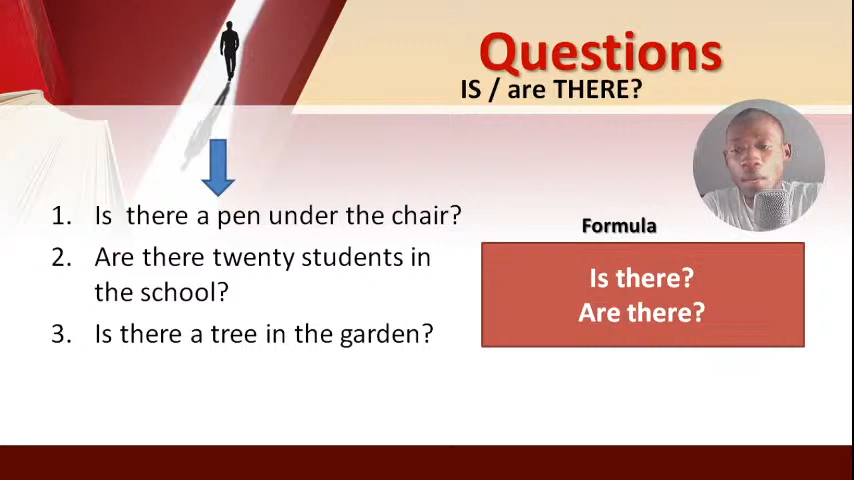 Questions
IS / are THERE?
1. Is there a pen under the chair?
2. Are there twenty students in
the school?
3. Is there a tree in the garden?
Formula
Is there?
Are there?